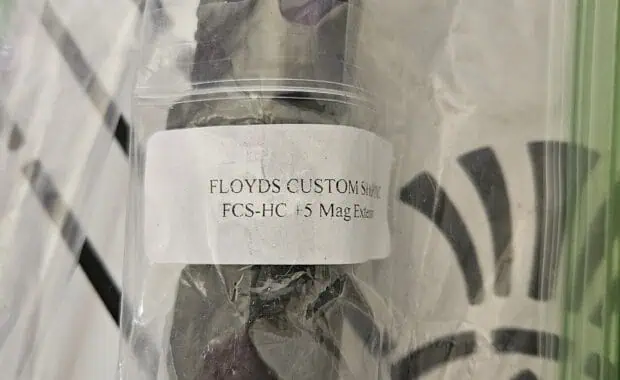 FLOYDS CUSTOM
FCS-HC +5 Mag